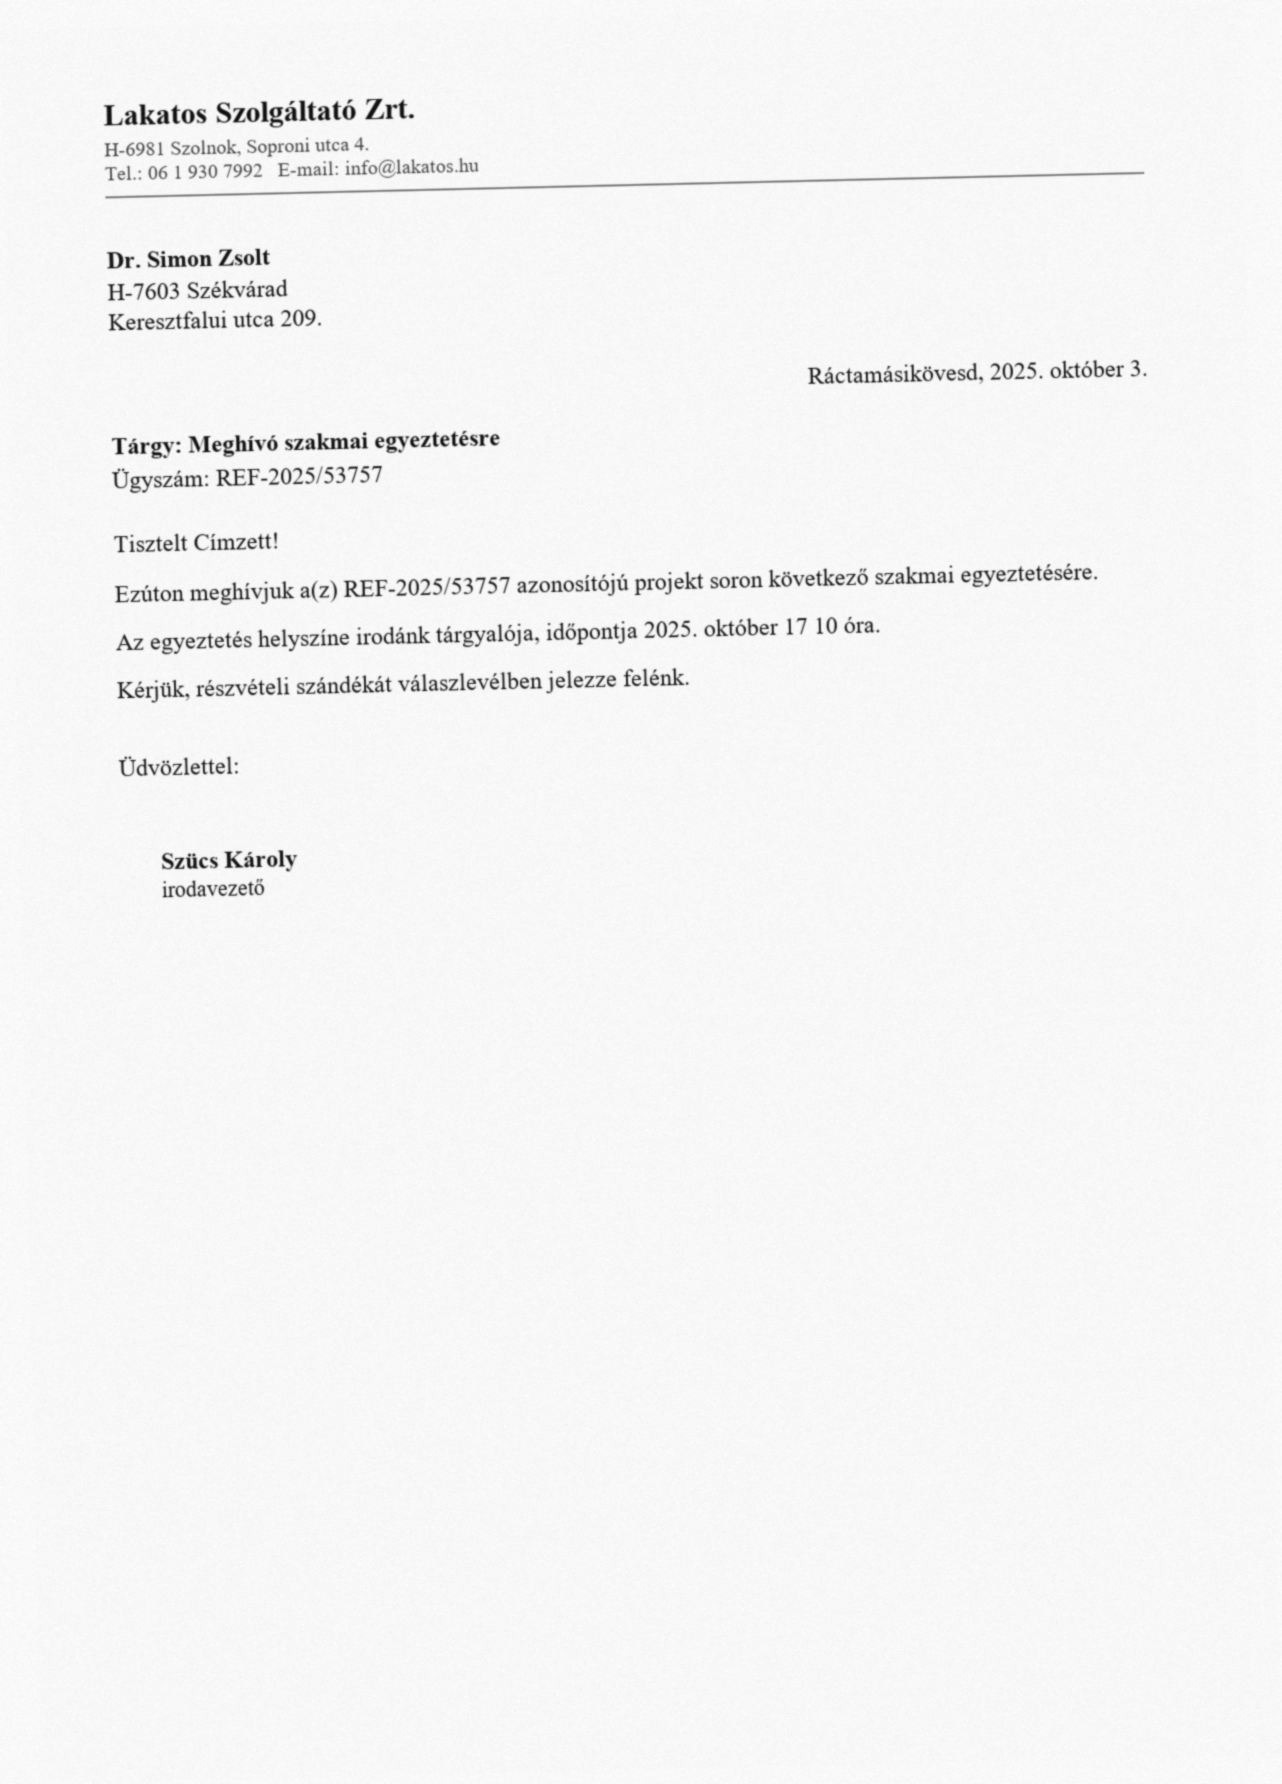 Lakatos Szolgáltató Zrt.
H-6981 Szolnok, Soproni utca 4.
Tel.: 06 1 930 7992 E-mail: info@lakatos.hu
Dr. Simon Zsolt
H-7603 Székvárad
Keresztfalui utca 209.
Ráctamásikövesd, 2025. október 3.
Tárgy: Meghívó szakmai egyeztetésre
Ügyszám: REF-2025/53757
Tisztelt Címzett!
Ezúton meghívjuk a(z) REF-2025/53757 azonosítójú projekt soron következő szakmai egyeztetésére.
Az egyeztetés helyszíne irodánk tárgyalója, időpontja 2025. október 17 10 óra.
Kérjük, részvételi szándékát válaszlevélben jelezze felénk.
Üdvözlettel:
Szücs Károly
irodavezető